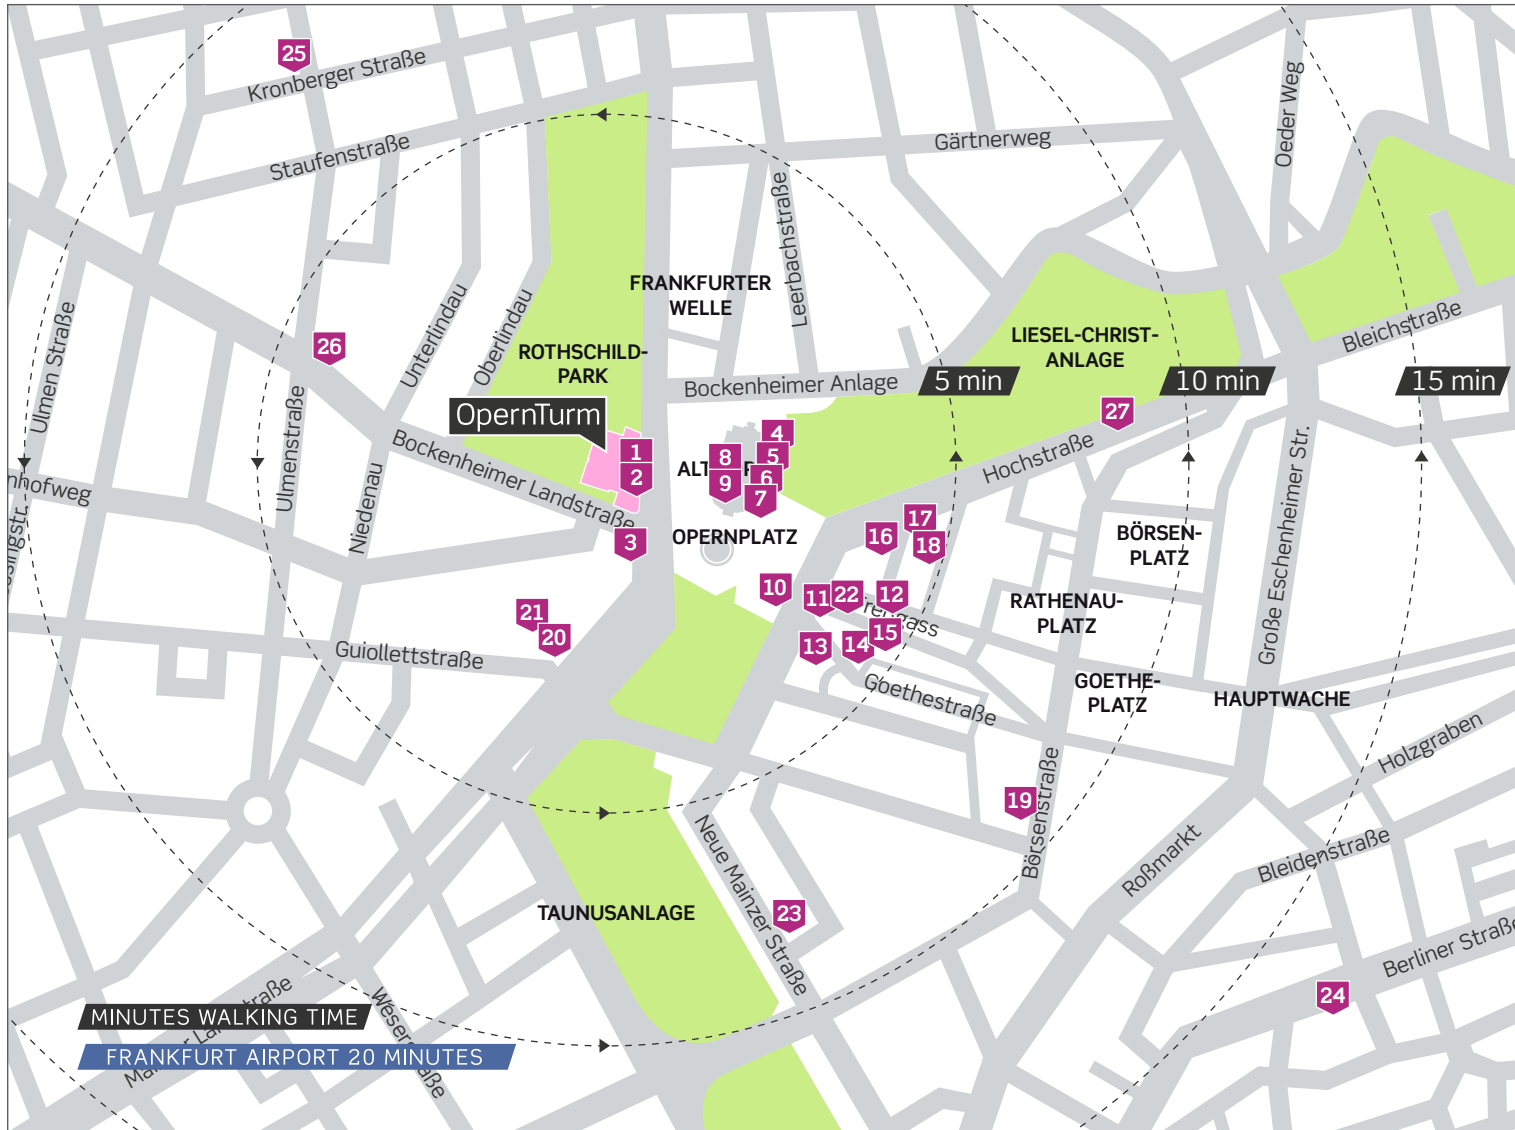 25
Kronberger Straße
Staufenstraße
Gärtnerweg
Oeder Weg
Leerbachstraße
FRANKFURTER
WELLE
Ulmen Straße
26
Unterlindau
Oberlindau
ROTHSCHILD-
PARK
LIESEL-CHRIST-
ANLAGE
Bleichstraße
Bockenheimer Anlage
5 min
10 min
15 min
OpernTurm
27
Ulmenstraße
Bockenheimer Landstraße
1
2
4
8
5
9
6
7
Hochstraße
Niedenau
3
OPERNPLATZ
17
16
18
BÖRSEN-
PLATZ
Große Eschenheimer Str.
10
11
22
12
RATHENAU-
PLATZ
21
20
13
14
15
Guiollettstraße
Goethestraße
GOETHE-
PLATZ
HAUPTWACHE
Holzgraben
19
Börsenstraße
Neue Mainzer Straße
Roßmarkt
Bleidenstraße
TAUNUSANLAGE
23
Berliner Straße
24
MINUTES WALKING TIME
FRANKFURT AIRPORT 20 MINUTES